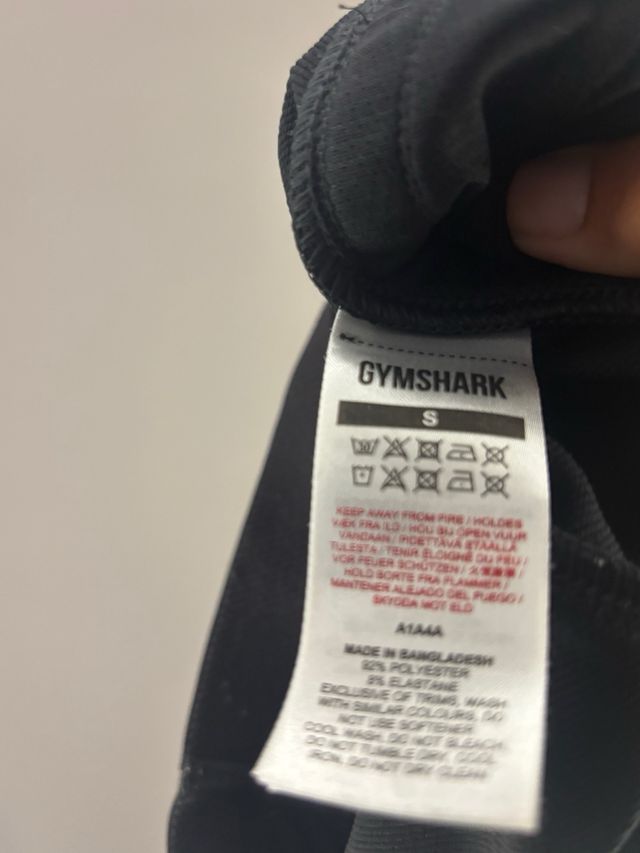 GYMSHARK
S
KEEP AWAY FROM FIRE / HOLDES
VÆK FRA ILD / HOU BIJ OPEN VUUR
VANDAAN / PIDETTÄVÄ ETÄÄLLÄ
TULESTA / TENIR ÉLOIGNÉ DU FEU /
VOR FEUER SCHÜTZEN /
HOLD BORTE FRA FLAMMER /
MANTENER ALEJADO DEL FUEGO /
SKYDDA MOT ELD
A1A4A
MADE IN BANGLADESH
92% POLYESTER
8% ELASTANE
EXCLUSIVE OF TRIMS, WASH
WITH SIMILAR COLOURS, DO
NOT USE SOFTENER
COOL WASH, DO NOT BLEACH,
DO NOT TUMBLE DRY, COOL
IRON, DO NOT DRY CLEAN